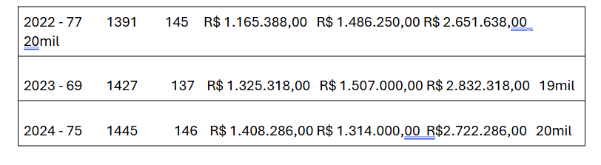 2022 - 77 1391 145 R$ 1.165.388,00 R$ 1.486.250,00 R$ 2.651.638,00
20mil
2023 - 69 1427 137 R$ 1.325.318,00 R$ 1.507.000,00 R$ 2.832.318,00 19mil
2024 - 75 1445 146 R$ 1.408.286,00 R$ 1.314.000,00 R$2.722.286,00 20mil